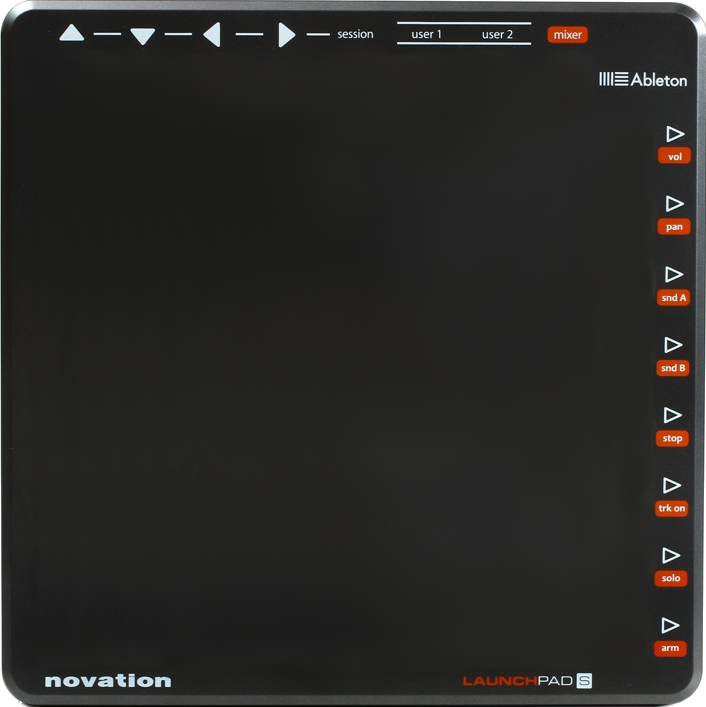 session user 1 user 2 mixer
Ableton
vol
pan
snd A
snd B
stop
trk on
solo
arm
novation LAUNCHPAD S